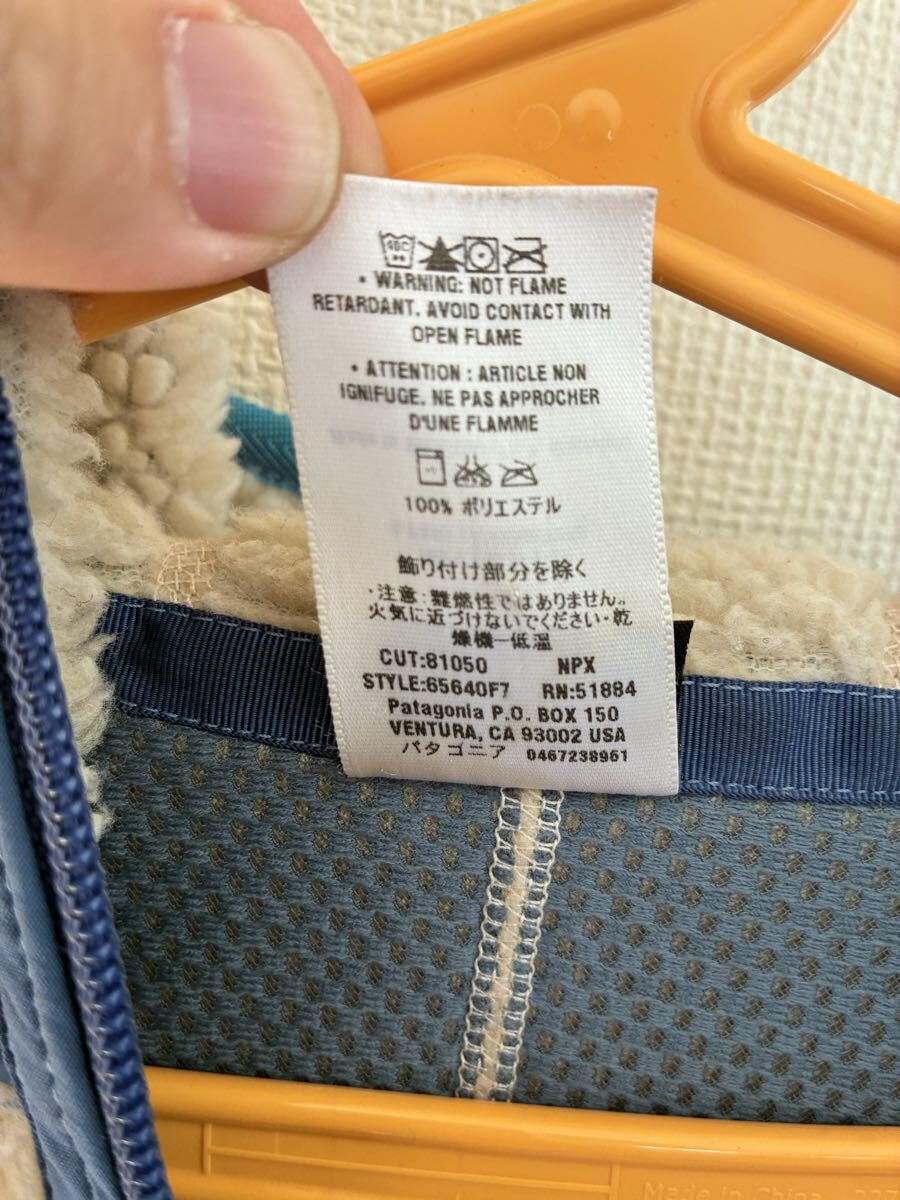 • WARNING: NOT FLAME
RETARDANT. AVOID CONTACT WITH
OPEN FLAME
• ATTENTION : ARTICLE NON
IGNIFUGE. NE PAS APPROCHER
D'UNE FLAMME
100% ポリエステル
飾り付け部分を除く
・注意: 難燃性ではありません。
火気に近づけないでください・乾
燥機ー低温
CUT:81050 NPX
STYLE:65640F7 RN:51884
Patagonia P.O. BOX 150
VENTURA, CA 93002 USA
パタゴニア 0467238961
Made in China